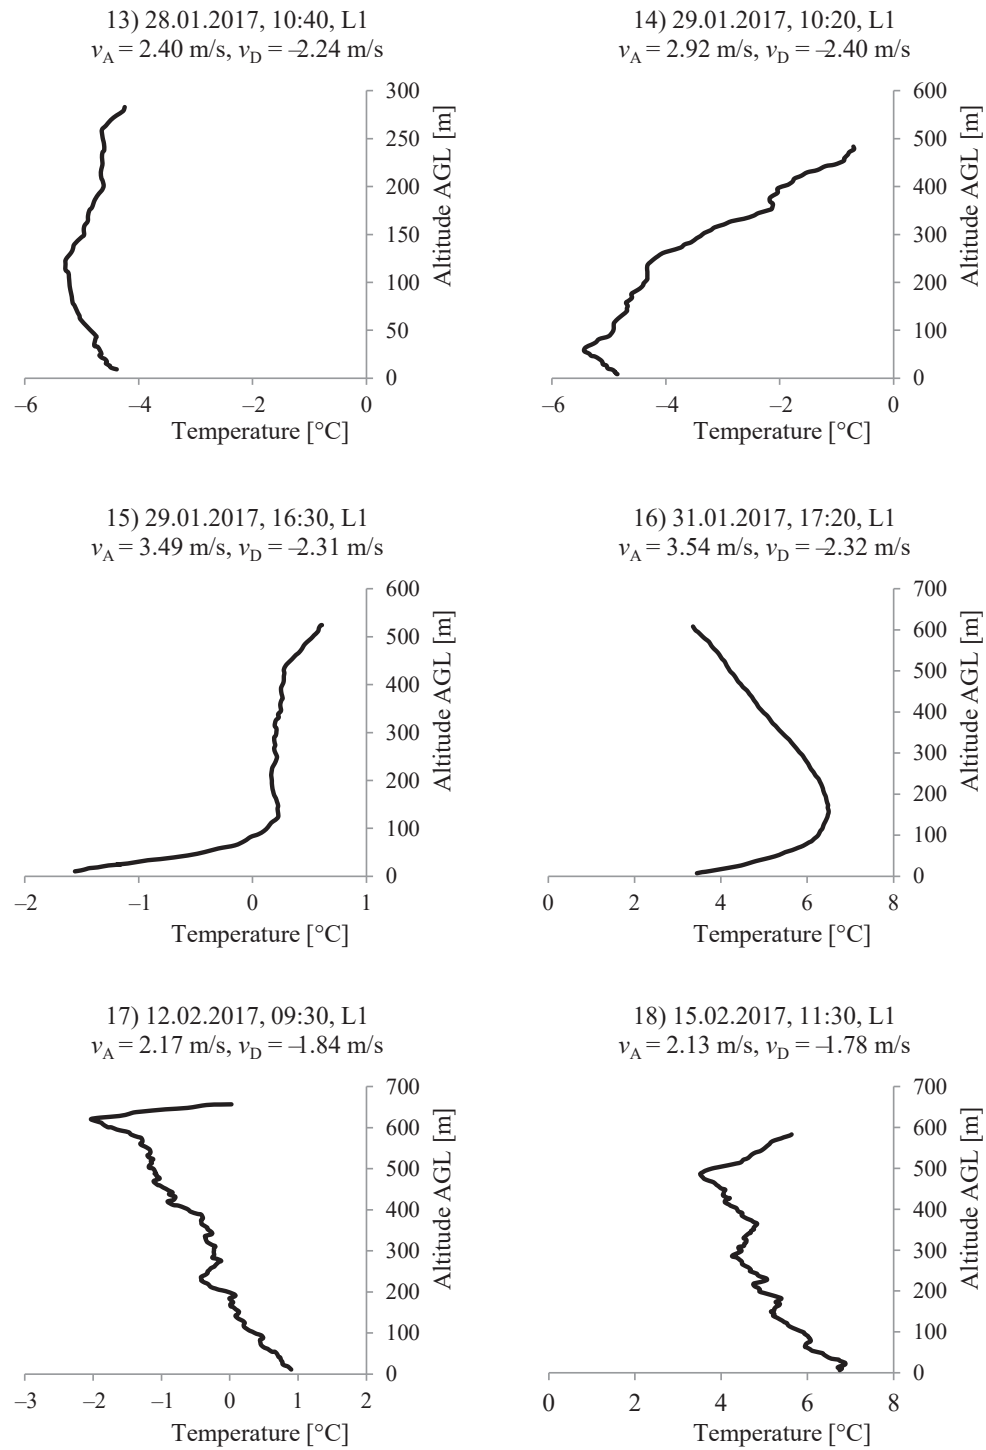 13) 28.01.2017, 10:40, L1
vA = 2.40 m/s, vD = –2.24 m/s
300
250
200
150
100
50
0
Altitude AGL [m]
–6 –4 –2 0
Temperature [°C]
14) 29.01.2017, 10:20, L1
vA = 2.92 m/s, vD = –2.40 m/s
600
500
400
300
200
100
0
Altitude AGL [m]
–6 –4 –2 0
Temperature [°C]
15) 29.01.2017, 16:30, L1
vA = 3.49 m/s, vD = –2.31 m/s
600
500
400
300
200
100
0
Altitude AGL [m]
–2 –1 0 1
Temperature [°C]
16) 31.01.2017, 17:20, L1
vA = 3.54 m/s, vD = –2.32 m/s
700
600
500
400
300
200
100
0
Altitude AGL [m]
0 2 4 6 8
Temperature [°C]
17) 12.02.2017, 09:30, L1
vA = 2.17 m/s, vD = –1.84 m/s
700
600
500
400
300
200
100
0
Altitude AGL [m]
–3 –2 –1 0 1 2
Temperature [°C]
18) 15.02.2017, 11:30, L1
vA = 2.13 m/s, vD = –1.78 m/s
700
600
500
400
300
200
100
0
Altitude AGL [m]
0 2 4 6 8
Temperature [°C]